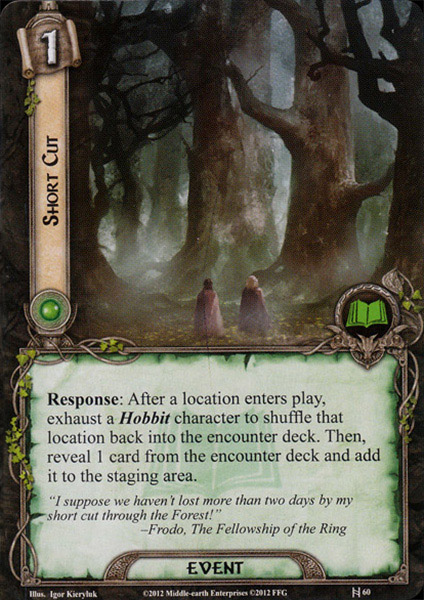 1
SHORT CUT
Response: After a location enters play,
exhaust a Hobbit character to shuffle that
location back into the encounter deck. Then,
reveal 1 card from the encounter deck and add
it to the staging area.
“I suppose we haven't lost more than two days by my
short cut through the Forest!”
–Frodo, The Fellowship of the Ring
EVENT
Illus. Igor Kieryluk ©2012 Middle-earth Enterprises ©2012 FFG 60